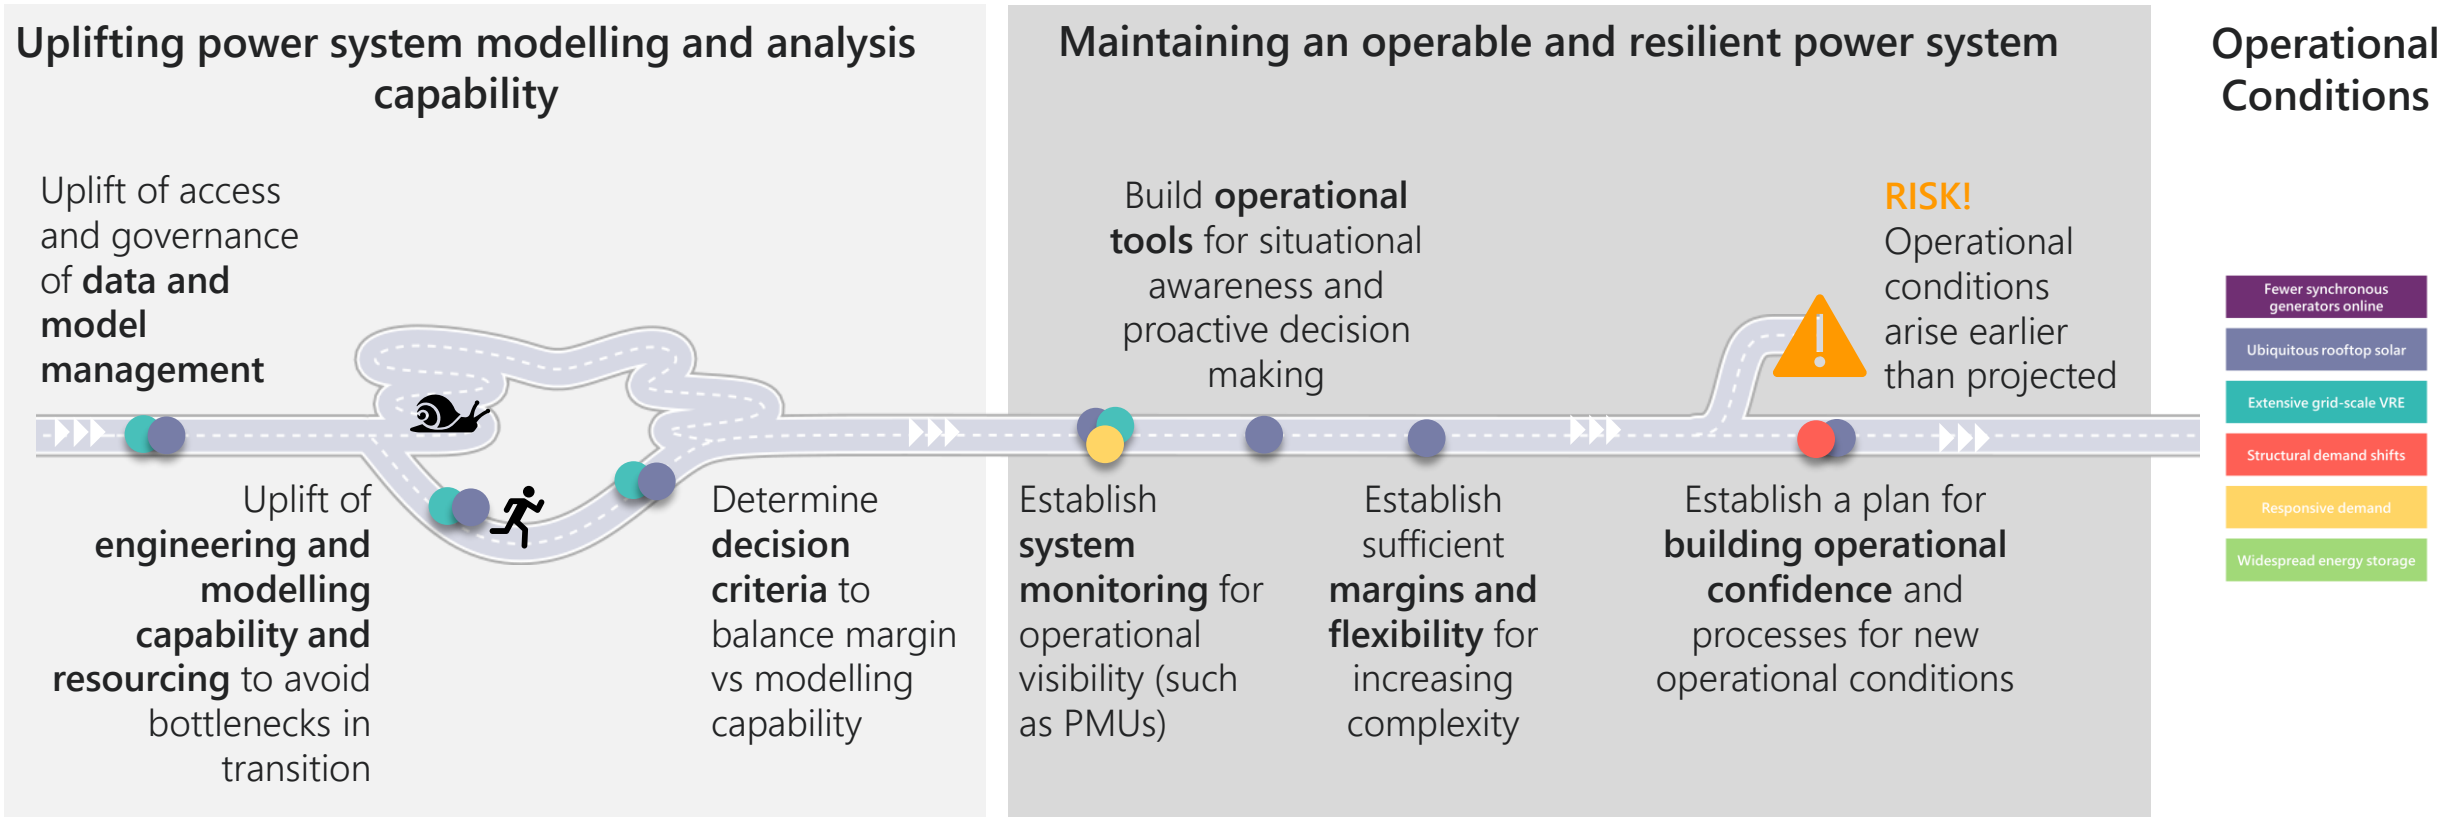 Uplifting power system modelling and analysis
capability
Uplift of access
and governance
of data and
model
management
Uplift of
engineering and
modelling
capability and
resourcing to avoid
bottlenecks in
transition
Determine
decision
criteria to
balance margin
vs modelling
capability
Maintaining an operable and resilient power system
Build operational
tools for situational
awareness and
proactive decision
making
RISK!
Operational
conditions
arise earlier
than projected
Establish
system
monitoring for
operational
visibility (such
as PMUs)
Establish
sufficient
margins and
flexibility for
increasing
complexity
Establish a plan for
building operational
confidence and
processes for new
operational conditions
Operational
Conditions
Fewer synchronous
generators online
Ubiquitous rooftop solar
Extensive grid-scale VRE
Structural demand shifts
Responsive demand
Widespread energy storage